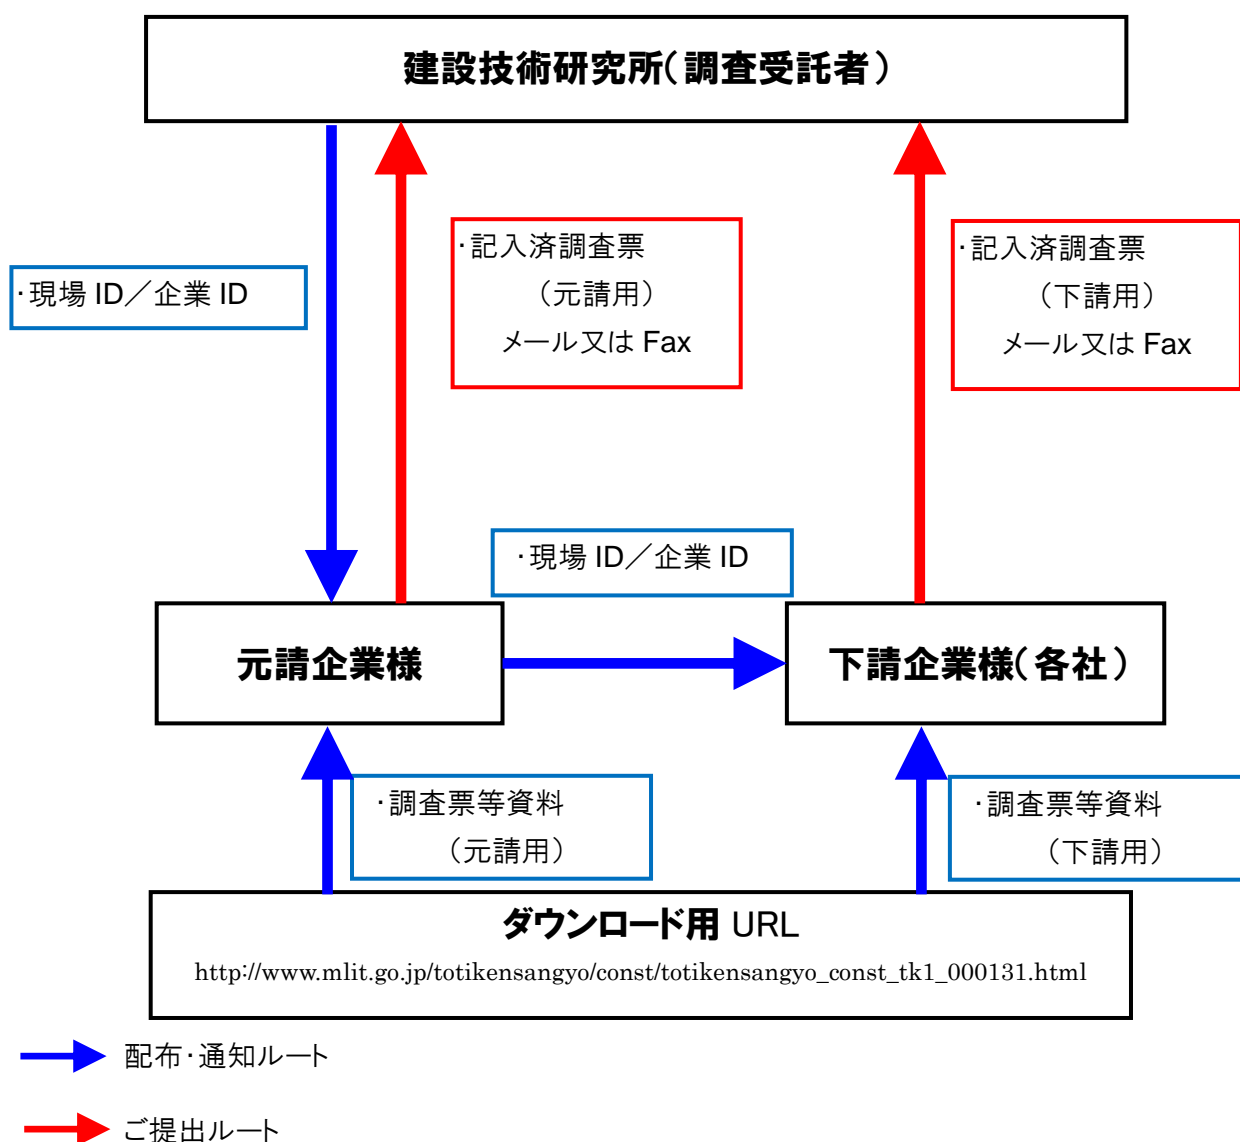 建設技術研究所（調査受託者）
・記入済調査票
（元請用）
メール又は Fax
・記入済調査票
（下請用）
メール又は Fax
・現場 ID／企業 ID
・現場 ID／企業 ID
元請企業様
下請企業様（各社）
・調査票等資料
（元請用）
・調査票等資料
（下請用）
ダウンロード用 URL
http://www.mlit.go.jp/totikensangyo/const/totikensangyo_const_tk1_000131.html
配布・通知ルート
ご提出ルート